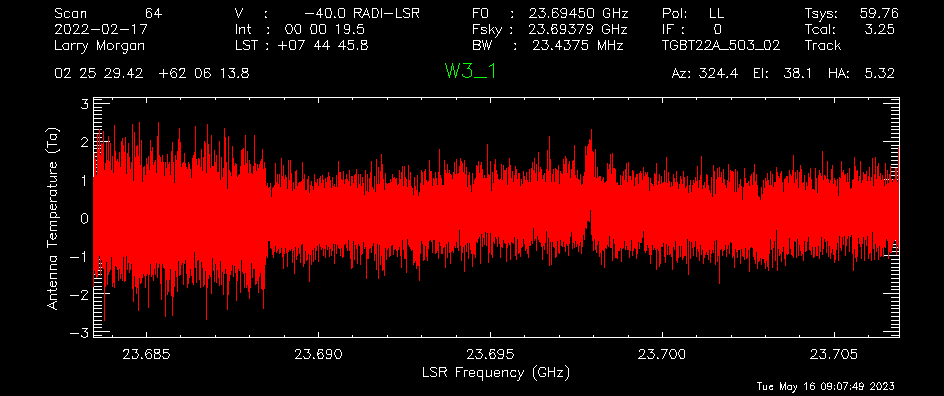 Scan 64 V : -40.0 RADI-LSR F0 : 23.69450 GHz Pol: LL Tsys: 59.76
2022-02-17 Int : 00 00 19.5 Fsky : 23.69379 GHz IF : 0 Tcal: 3.25
Larry Morgan LST : +07 44 45.8 BW : 23.4375 MHz TGBT22A_503_02 Track
02 25 29.42 +62 06 13.8 W3_1 Az: 324.4 El: 38.1 HA: 5.32
Antenna Temperature (Ta)
3
2
1
0
-1
-2
-3
23.685 23.690 23.695 23.700 23.705
LSR Frequency (GHz)
Tue May 16 09:07:49 2023